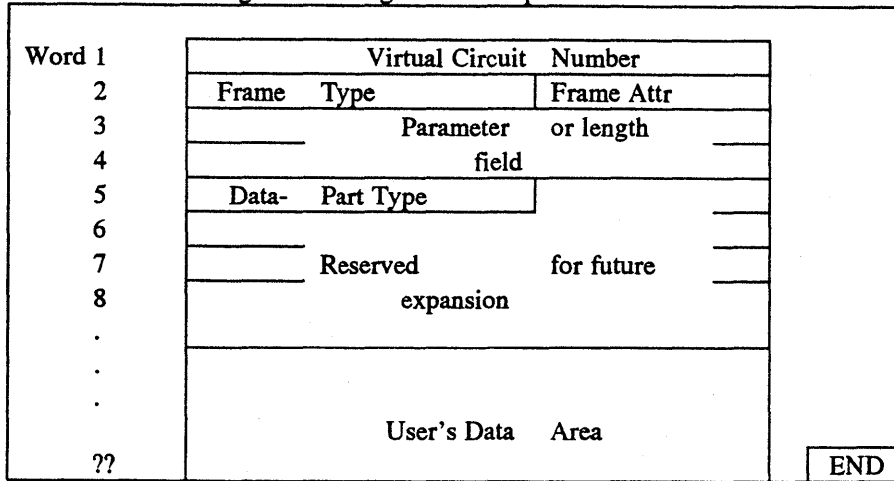 Word 1 Virtual Circuit Number
2 Frame Type Frame Attr
3 Parameter or length
4 field
5 Data- Part Type
6
7 Reserved for future
8 expansion
.
.
.
User's Data Area
?? END